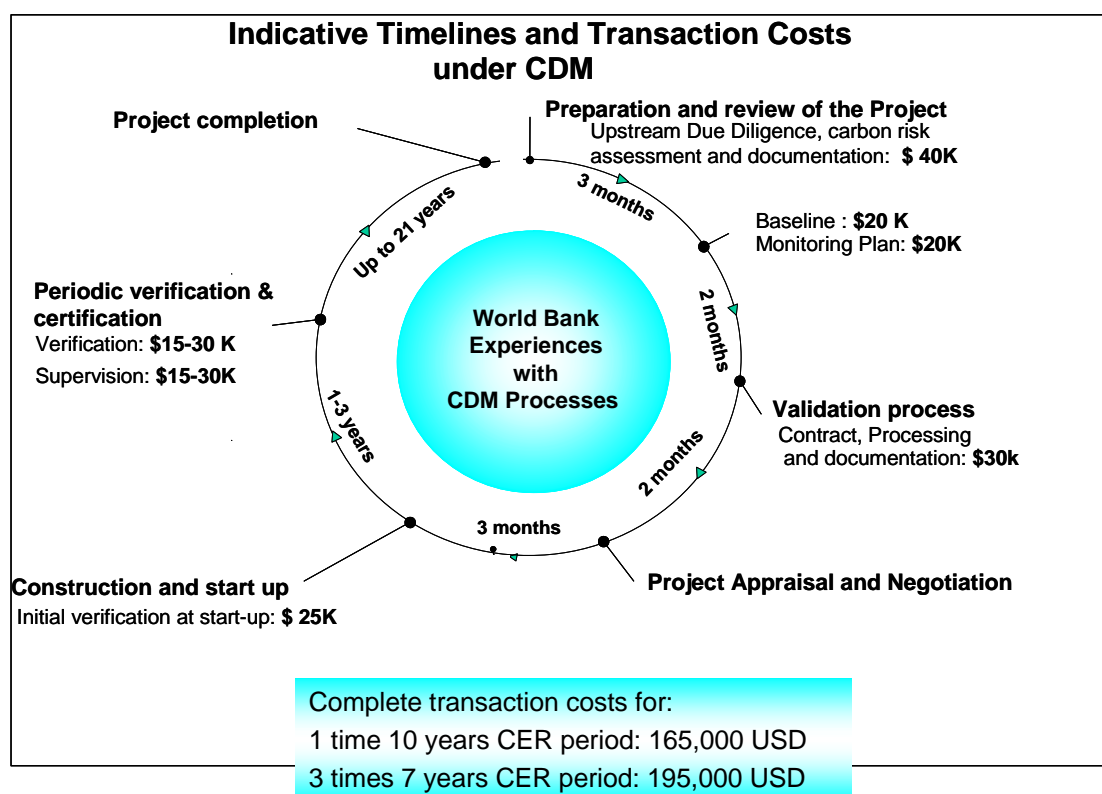 Indicative Timelines and Transaction Costs
under CDM
Project completion
Preparation and review of the Project
Upstream Due Diligence, carbon risk
assessment and documentation: $ 40K
3 months
Baseline : $20 K
Monitoring Plan: $20K
2 months
Validation process
Contract, Processing
and documentation: $30k
2 months
Project Appraisal and Negotiation
3 months
Construction and start up
Initial verification at start-up: $ 25K
1-3 years
Periodic verification &
certification
Verification: $15-30 K
Supervision: $15-30K
Up to 21 years
World Bank
Experiences
with
CDM Processes
Complete transaction costs for:
1 time 10 years CER period: 165,000 USD
3 times 7 years CER period: 195,000 USD